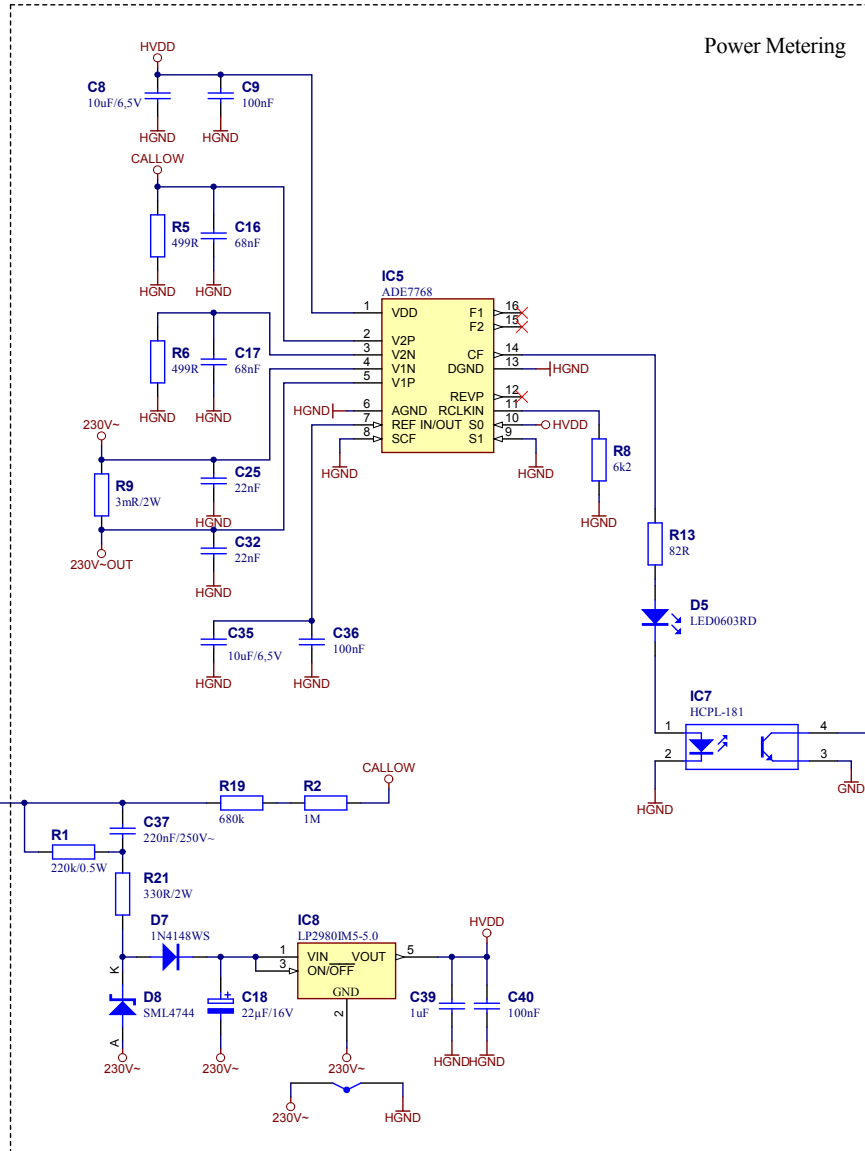 Power Metering
HVDD
C8
10uF/6,5V
C9
100nF
HGND
HGND
CALLOW
R5
499R
C16
68nF
HGND
HGND
IC5
ADE7768
1 VDD F1 16
F2 15
2 V2P CF 14
3 V2N DGND 13 HGND
4 V1N
5 V1P REVP 12
HGND 6 AGND RCLKIN 11
7 REF IN/OUT S0 10 HVDD
8 SCF S1 9
HGND
HGND
R6
499R
C17
68nF
HGND
HGND
230V~
R9
3mR/2W
C25
22nF
HGND
C32
22nF
230V~OUT
HGND
R8
6k2
HGND
R13
82R
D5
LED0603RD
C35
10uF/6,5V
C36
100nF
HGND
HGND
IC7
HCPL-181
1 4
2 3
HGND
GND
CALLOW
R19
680k
R2
1M
C37
220nF/250V~
R1
220k/0.5W
R21
330R/2W
D7
1N4148WS
IC8
LP2980IM5-5.0
1 VIN VOUT 5
3 ON/OFF
GND
2
HVDD
K
D8
SML4744
A
C18
+
22µF/16V
C39
1uF
C40
100nF
230V~
230V~
230V~
HGND
HGND
230V~
HGND